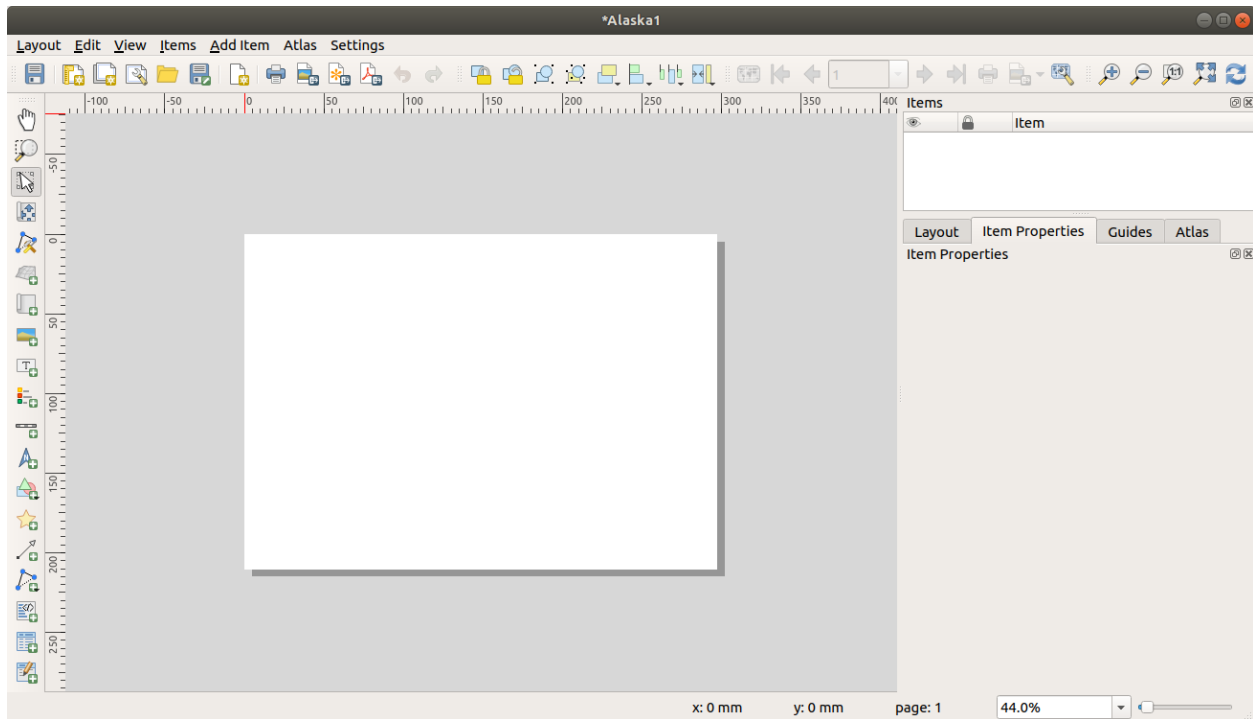 *Alaska1
Layout Edit View Items Add Item Atlas Settings
1
-100 -50 0 50 100 150 200 250 300 350 400
Items
Item
Layout Item Properties Guides Atlas
Item Properties
-50
0
50
100
150
200
250
x: 0 mm y: 0 mm page: 1 44.0%